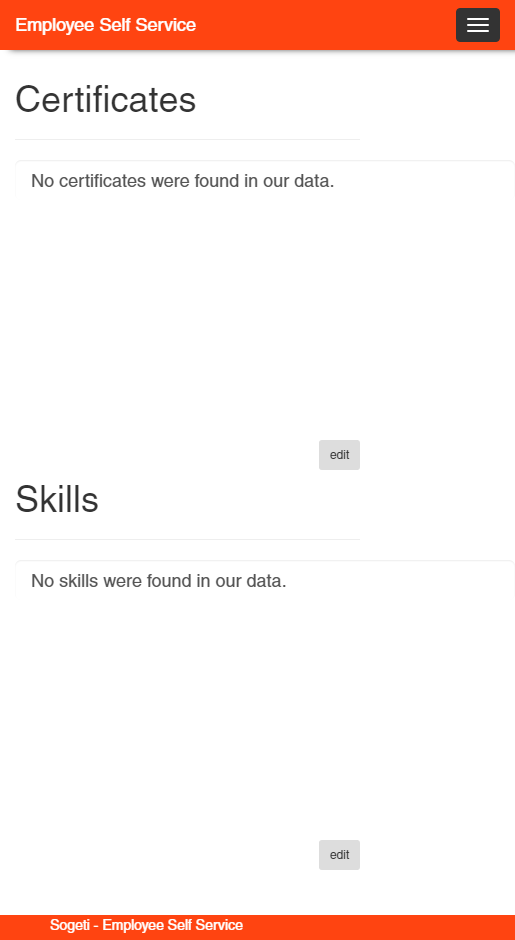 Employee Self Service
Certificates
No certificates were found in our data.
edit
Skills
No skills were found in our data.
edit
Sogeti - Employee Self Service